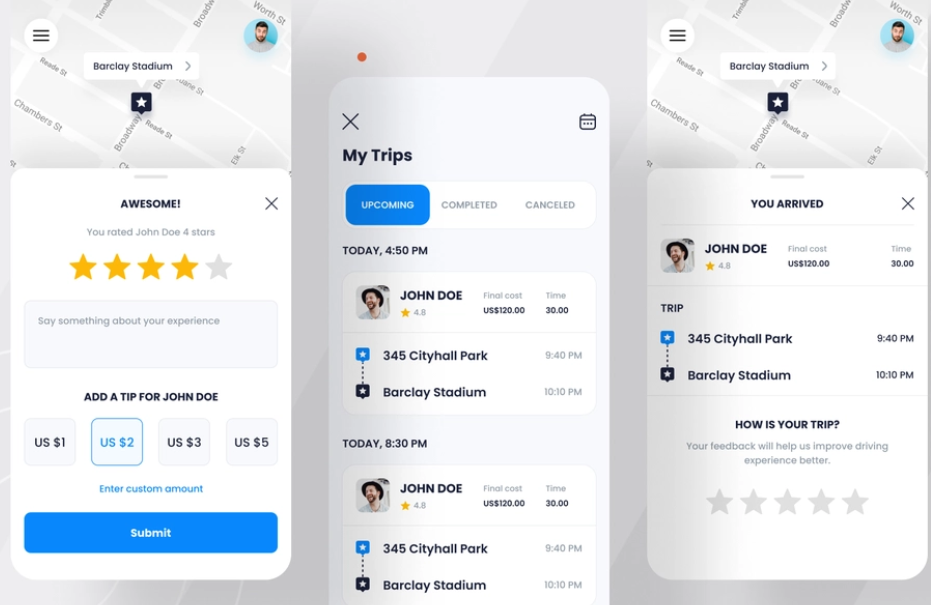 Worth St
Broadway
Reade St
Barclay Stadium
Duane St
Chambers St
Broadway
Reade St
Elk St
AWESOME!
You rated John Doe 4 stars
Say something about your experience
ADD A TIP FOR JOHN DOE
US $1
US $2
US $3
US $5
Enter custom amount
Submit
My Trips
UPCOMING
COMPLETED
CANCELED
TODAY, 4:50 PM
JOHN DOE
4.8
Final cost
US$120.00
Time
30.00
345 Cityhall Park
9:40 PM
Barclay Stadium
10:10 PM
TODAY, 8:30 PM
JOHN DOE
4.8
Final cost
US$120.00
Time
30.00
345 Cityhall Park
9:40 PM
Barclay Stadium
10:10 PM
Worth St
Broadway
Reade St
Barclay Stadium
Duane St
Chambers St
Broadway
Reade St
Elk St
YOU ARRIVED
JOHN DOE
4.8
Final cost
US$120.00
Time
30.00
TRIP
345 Cityhall Park
9:40 PM
Barclay Stadium
10:10 PM
HOW IS YOUR TRIP?
Your feedback will help us improve driving
experience better.